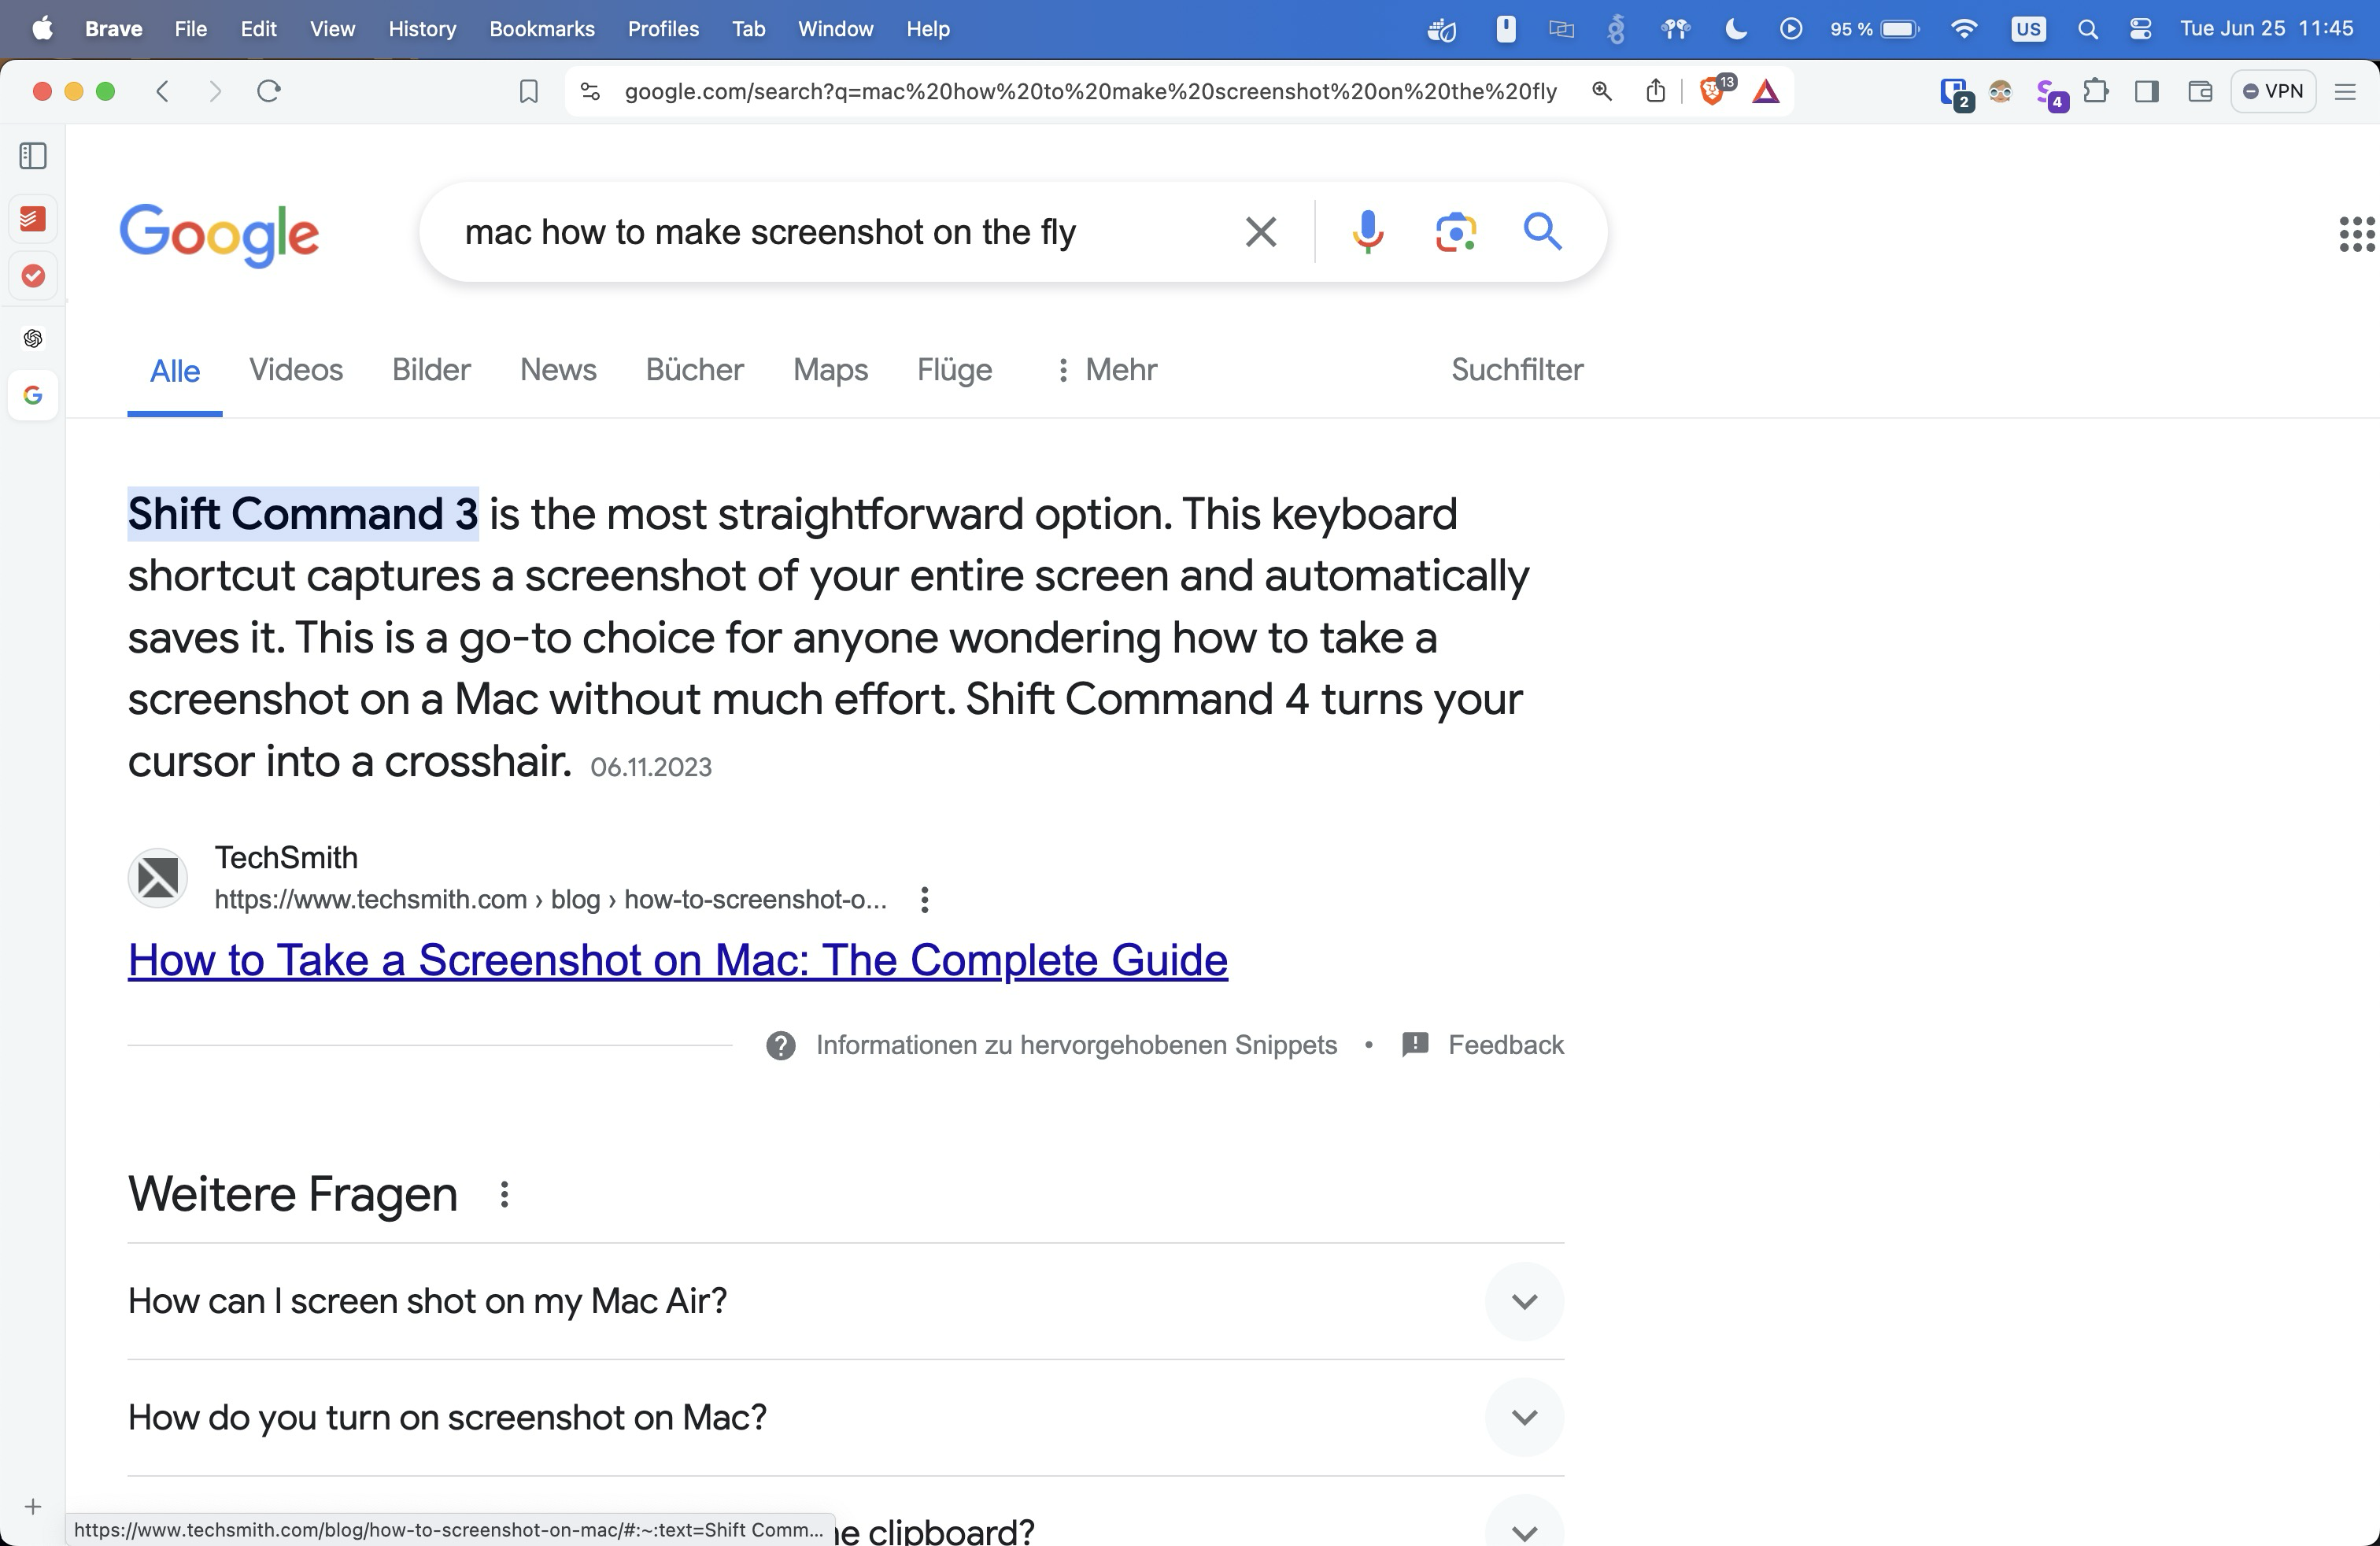 Brave File Edit View History Bookmarks Profiles Tab Window Help 95 % US Tue Jun 25 11:45
google.com/search?q=mac%20how%20to%20make%20screenshot%20on%20the%20fly 13 2 4 VPN
Google mac how to make screenshot on the fly
Alle Videos Bilder News Bücher Maps Flüge Mehr Suchfilter
Shift Command 3 is the most straightforward option. This keyboard
shortcut captures a screenshot of your entire screen and automatically
saves it. This is a go-to choice for anyone wondering how to take a
screenshot on a Mac without much effort. Shift Command 4 turns your
cursor into a crosshair. 06.11.2023
TechSmith
https://www.techsmith.com › blog › how-to-screenshot-o...
How to Take a Screenshot on Mac: The Complete Guide
Informationen zu hervorgehobenen Snippets • Feedback
Weitere Fragen
How can I screen shot on my Mac Air?
How do you turn on screenshot on Mac?
https://www.techsmith.com/blog/how-to-screenshot-on-mac/#:~:text=Shift Comm... clipboard?